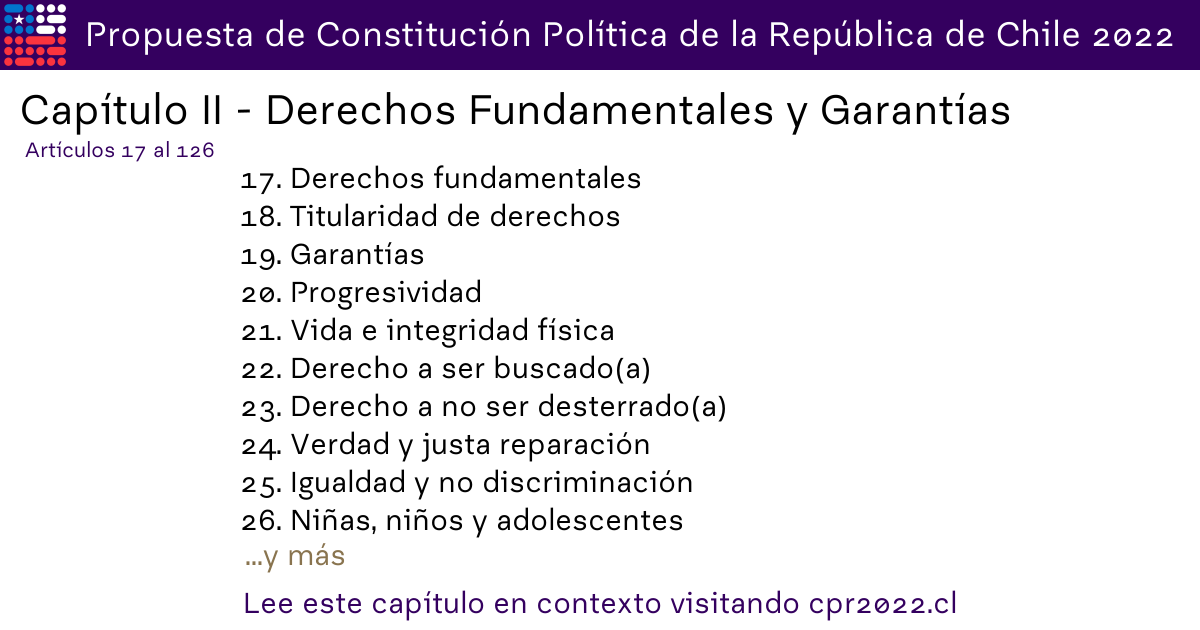 Propuesta de Constitución Política de la República de Chile 2022
Capítulo II - Derechos Fundamentales y Garantías
Artículos 17 al 126
17. Derechos fundamentales
18. Titularidad de derechos
19. Garantías
20. Progresividad
21. Vida e integridad física
22. Derecho a ser buscado(a)
23. Derecho a no ser desterrado(a)
24. Verdad y justa reparación
25. Igualdad y no discriminación
26. Niñas, niños y adolescentes
...y más
Lee este capítulo en contexto visitando cpr2022.cl